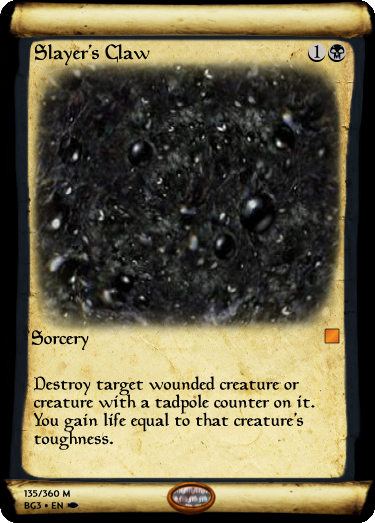 Slayer's Claw 1
Sorcery
Destroy target wounded creature or
creature with a tadpole counter on it.
You gain life equal to that creature's
toughness.
135/360 M
BG3 • EN